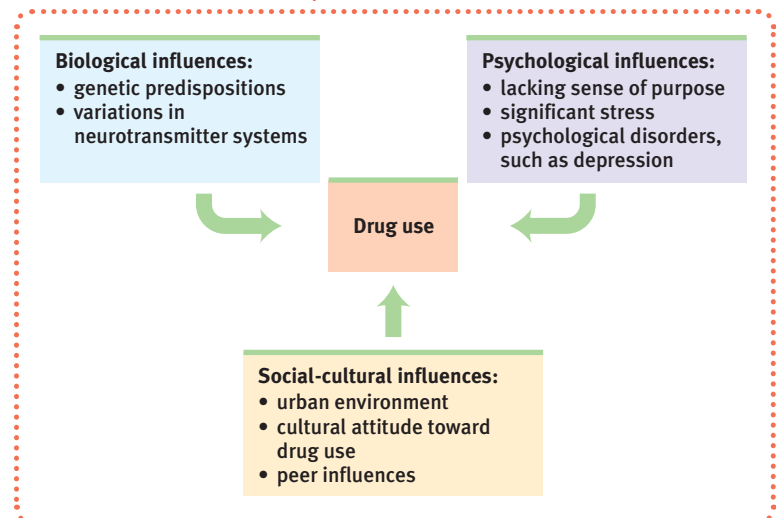 Biological influences:
• genetic predispositions
• variations in
neurotransmitter systems
Psychological influences:
• lacking sense of purpose
• significant stress
• psychological disorders,
such as depression
Drug use
Social-cultural influences:
• urban environment
• cultural attitude toward
drug use
• peer influences